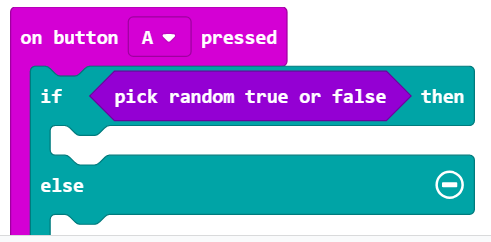 on button A pressed
if pick random true or false then
else